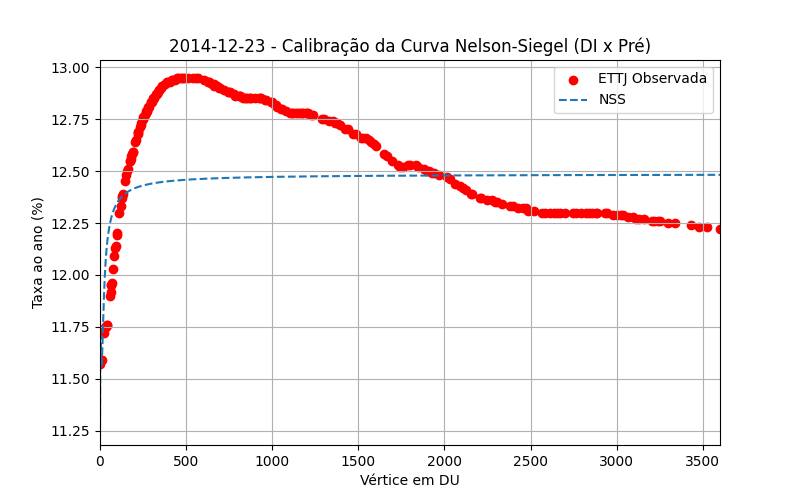 2014-12-23 - Calibração da Curva Nelson-Siegel (DI x Pré)
ETTJ Observada
NSS
Taxa ao ano (%)
13.00
12.75
12.50
12.25
12.00
11.75
11.50
11.25
0 500 1000 1500 2000 2500 3000 3500
Vértice em DU